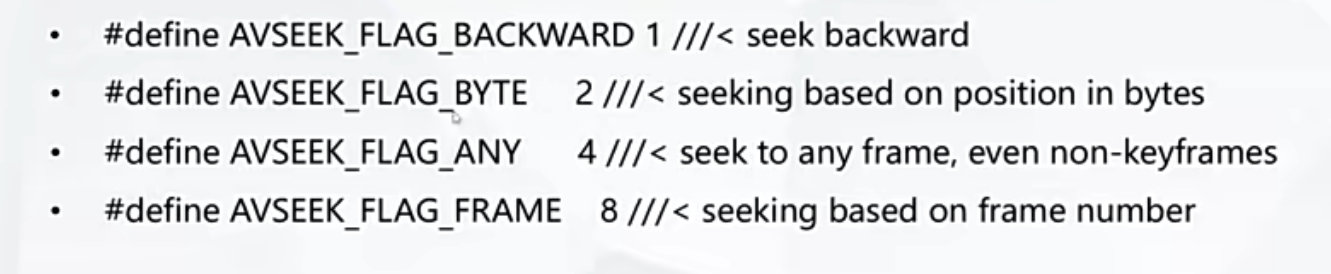 • #define AVSEEK_FLAG_BACKWARD 1 ///< seek backward
• #define AVSEEK_FLAG_BYTE 2 ///< seeking based on position in bytes
• #define AVSEEK_FLAG_ANY 4 ///< seek to any frame, even non-keyframes
• #define AVSEEK_FLAG_FRAME 8 ///< seeking based on frame number